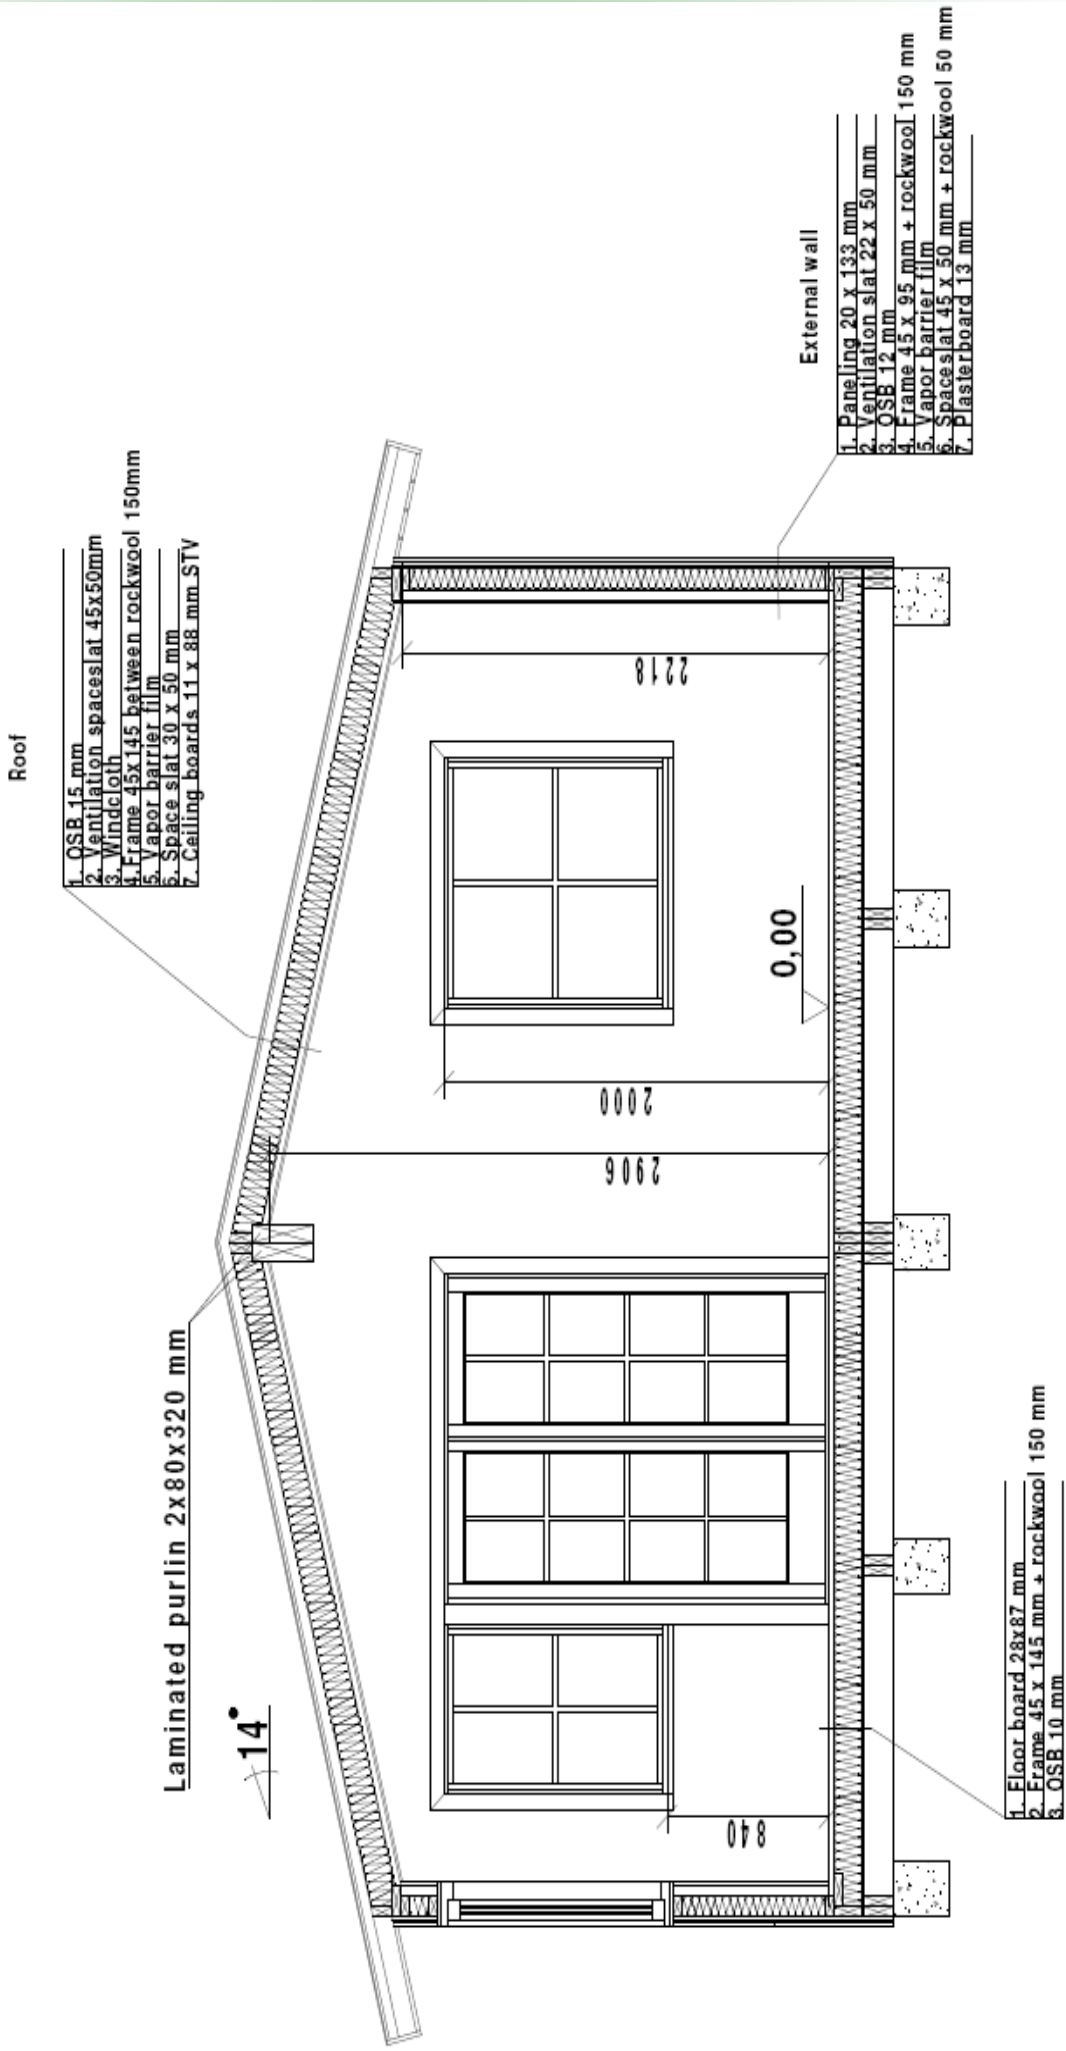 Roof
1. OSB 15 mm
2. Ventilation spaceslat 45x50mm
3. Windcloth
4. Frame 45x145 between rockwool 150mm
5. Vapor barrier film
6. Space slat 30 x 50 mm
7. Ceiling boards 11 x 88 mm STV
Laminated purlin 2x80x320 mm
14°
External wall
1. Paneling 20 x 133 mm
2. Ventilation slat 22 x 50 mm
3. OSB 12 mm
4. Frame 45 x 95 mm + rockwool 150 mm
5. Vapor barrier film
6. Spaceslat 45 x 50 mm + rockwool 50 mm
7. Plasterboard 13 mm
2218
2000
2906
0,00
840
1. Floor board 28x87 mm
2. Frame 45 x 145 mm + rockwool 150 mm
3. OSB 10 mm